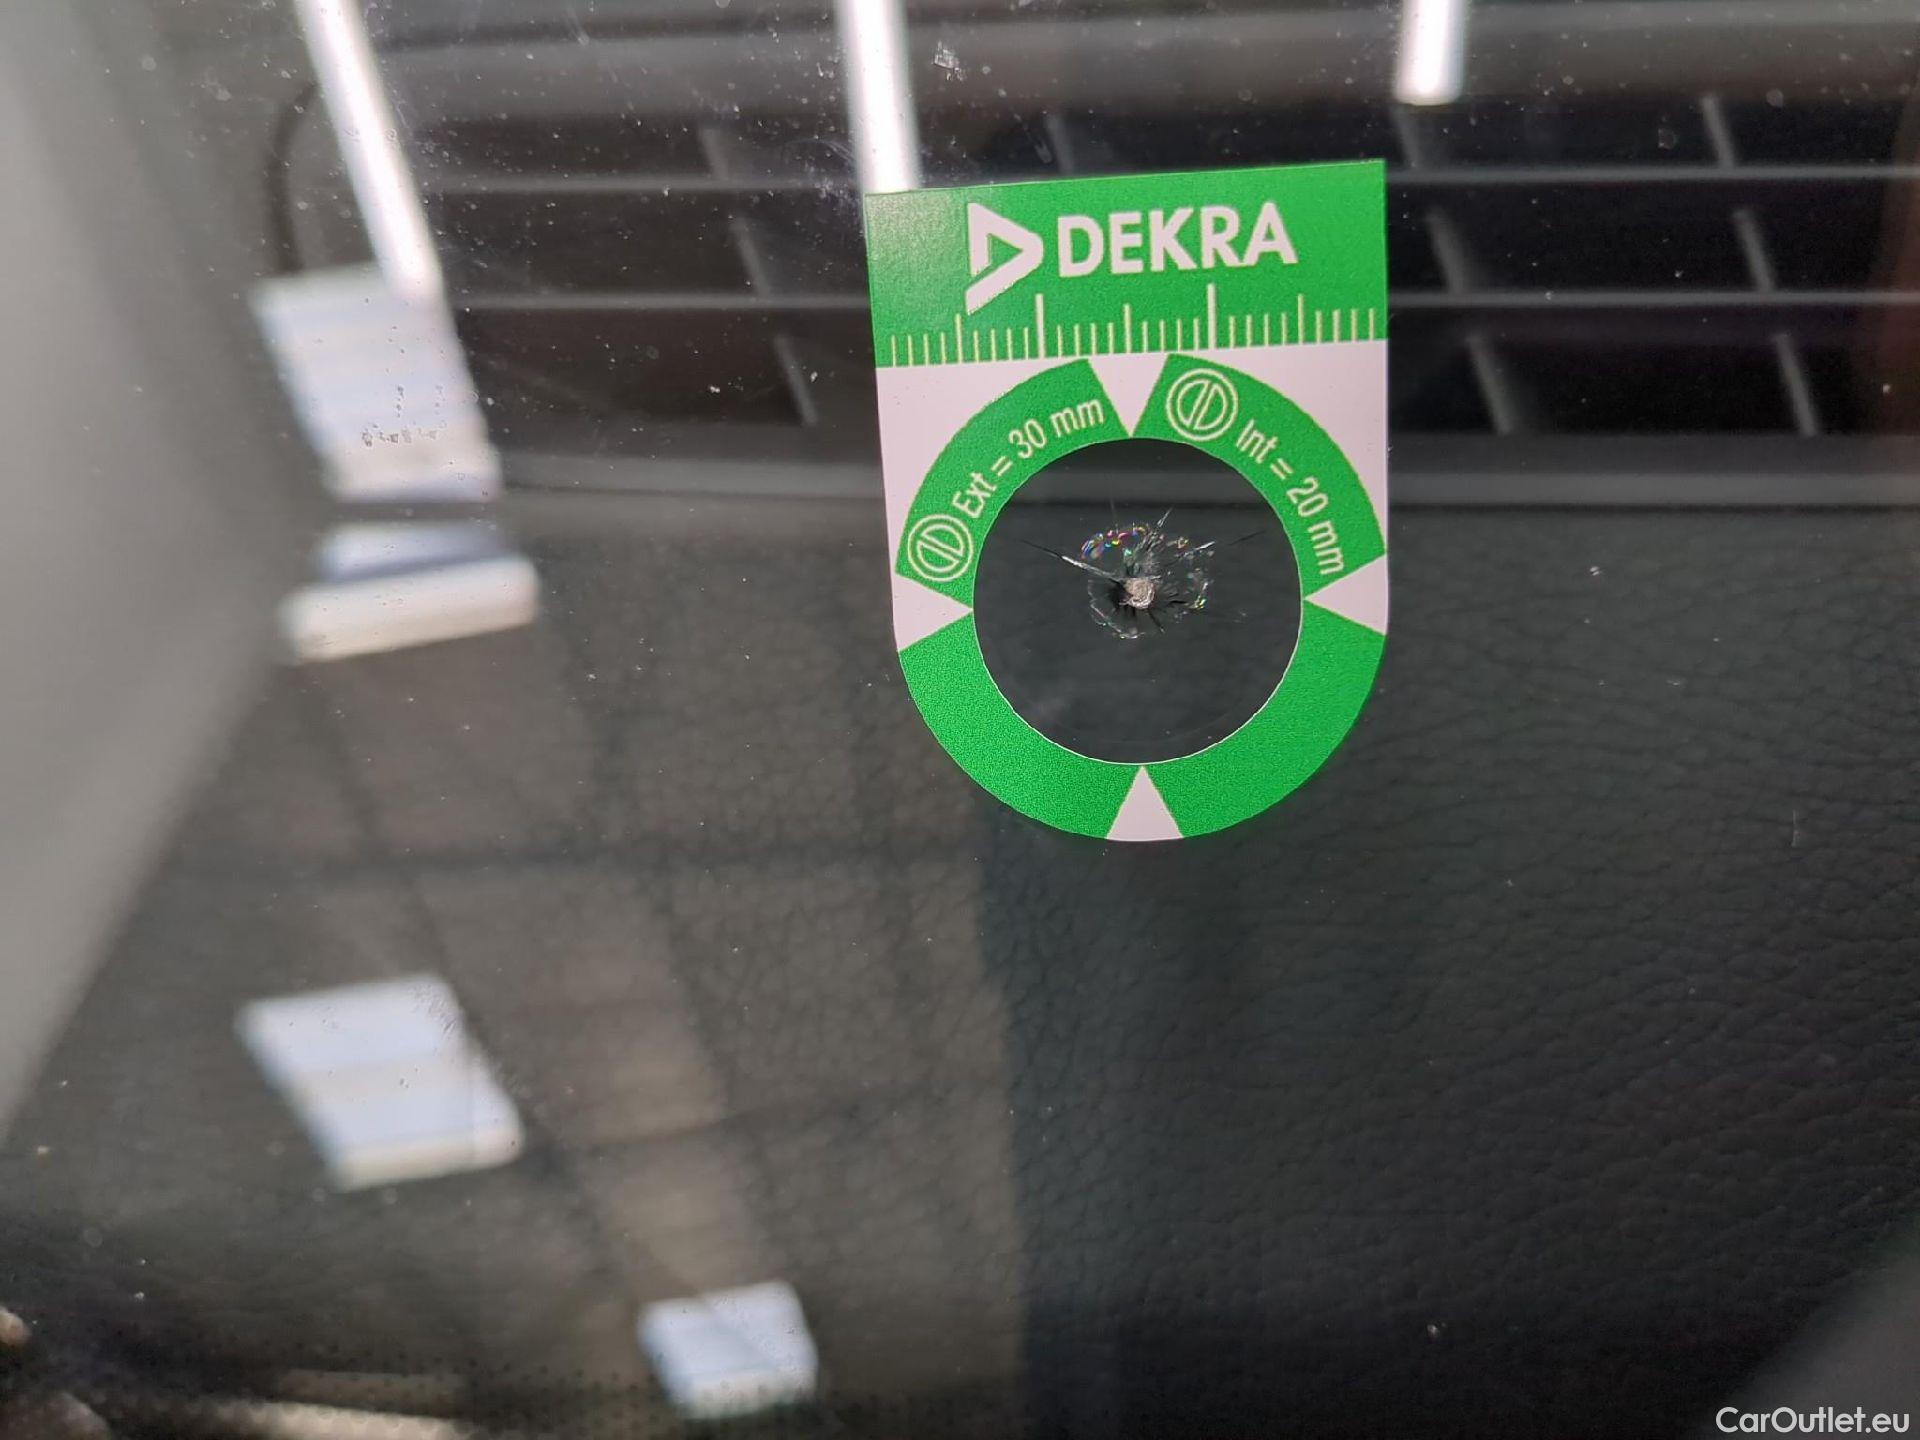 DEKRA
Ext = 30 mm
Int = 20 mm
CarOutlet.eu